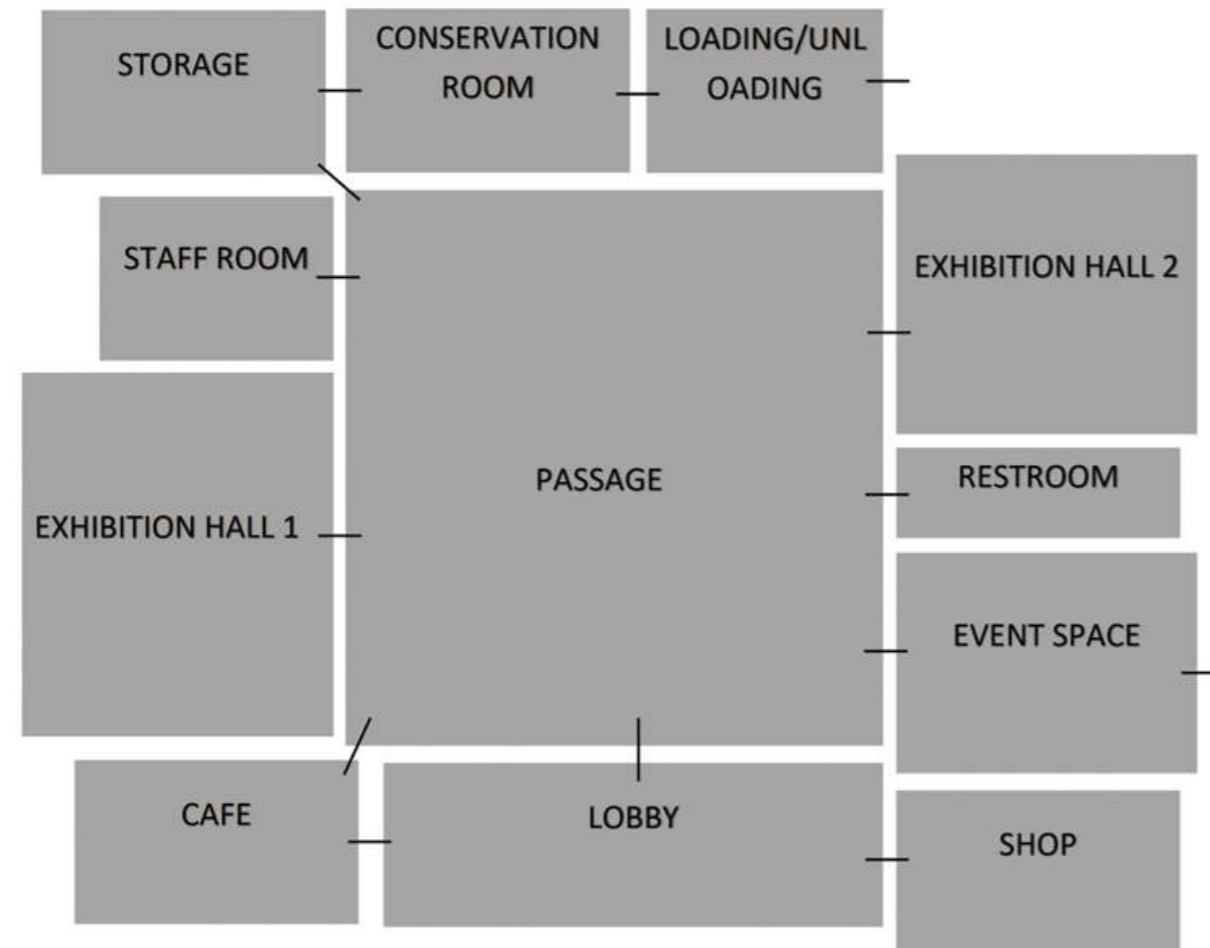 STORAGE
CONSERVATION
ROOM
LOADING/UNL
OADING
STAFF ROOM
EXHIBITION HALL 2
PASSAGE
RESTROOM
EXHIBITION HALL 1
EVENT SPACE
CAFE
LOBBY
SHOP